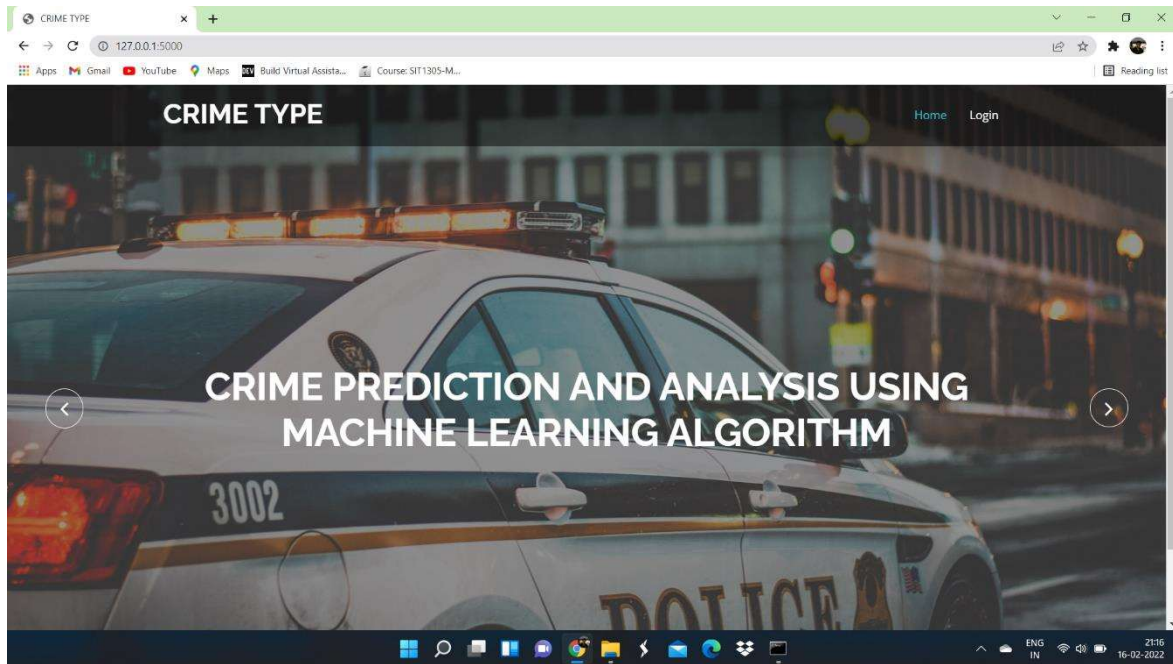 CRIME TYPE
127.0.0.1:5000
Apps Gmail YouTube Maps DEV Build Virtual Assista... Course: SIT1305-M... Reading list
CRIME TYPE Home Login
CRIME PREDICTION AND ANALYSIS USING
MACHINE LEARNING ALGORITHM
3002
POLICE
ENG 21:16
IN 16-02-2022